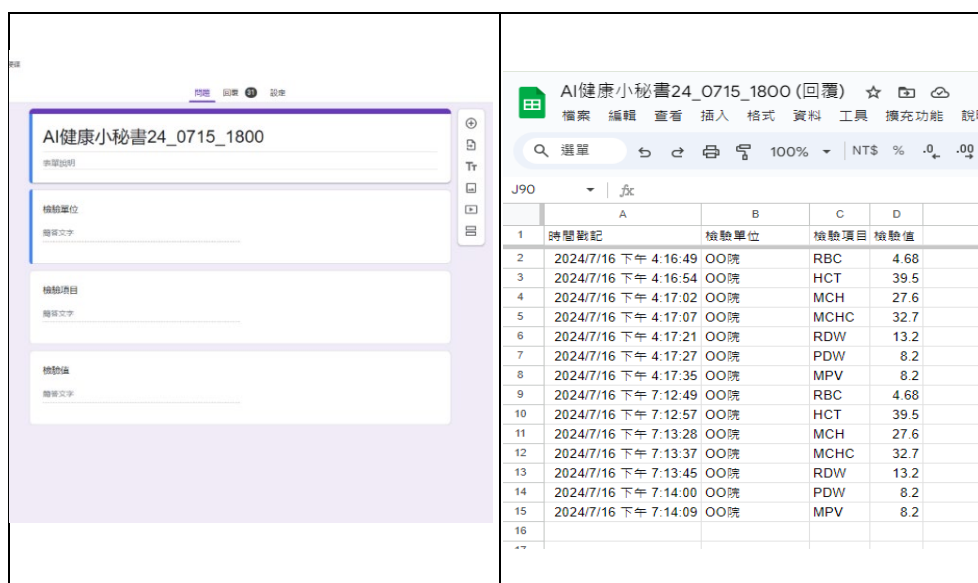 問題 回覆 31 設定
AI健康小秘書24_0715_1800
表單說明
檢驗單位
簡答文字
檢驗項目
簡答文字
檢驗值
簡答文字
AI健康小秘書24_0715_1800 (回覆)
檔案 編輯 查看 插入 格式 資料 工具 擴充功能
選單 100% NT$ % .0 .00
J90 fx
A B C D
1 時間戳記 檢驗單位 檢驗項目 檢驗值
2 2024/7/16 下午 4:16:49 OO院 RBC 4.68
3 2024/7/16 下午 4:16:54 OO院 HCT 39.5
4 2024/7/16 下午 4:17:02 OO院 MCH 27.6
5 2024/7/16 下午 4:17:07 OO院 MCHC 32.7
6 2024/7/16 下午 4:17:21 OO院 RDW 13.2
7 2024/7/16 下午 4:17:27 OO院 PDW 8.2
8 2024/7/16 下午 4:17:35 OO院 MPV 8.2
9 2024/7/16 下午 7:12:49 OO院 RBC 4.68
10 2024/7/16 下午 7:12:57 OO院 HCT 39.5
11 2024/7/16 下午 7:13:28 OO院 MCH 27.6
12 2024/7/16 下午 7:13:37 OO院 MCHC 32.7
13 2024/7/16 下午 7:13:45 OO院 RDW 13.2
14 2024/7/16 下午 7:14:00 OO院 PDW 8.2
15 2024/7/16 下午 7:14:09 OO院 MPV 8.2
16